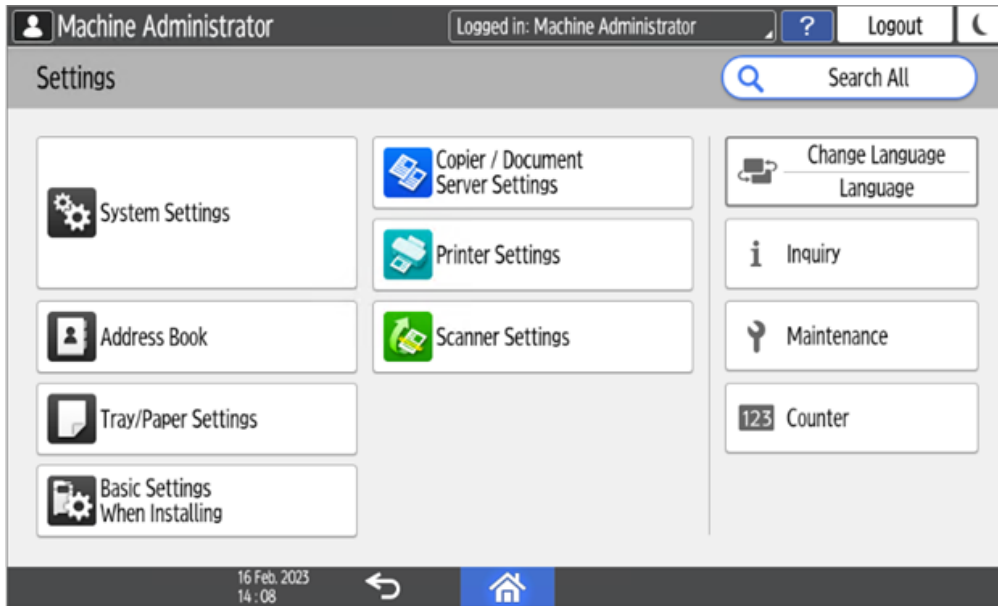 Machine Administrator
Logged in: Machine Administrator
?
Logout
Settings
Search All
System Settings
Address Book
Tray/Paper Settings
Basic Settings
When Installing
Copier / Document
Server Settings
Printer Settings
Scanner Settings
Change Language
Language
i
Inquiry
Maintenance
123
Counter
16 Feb. 2023
14 : 08